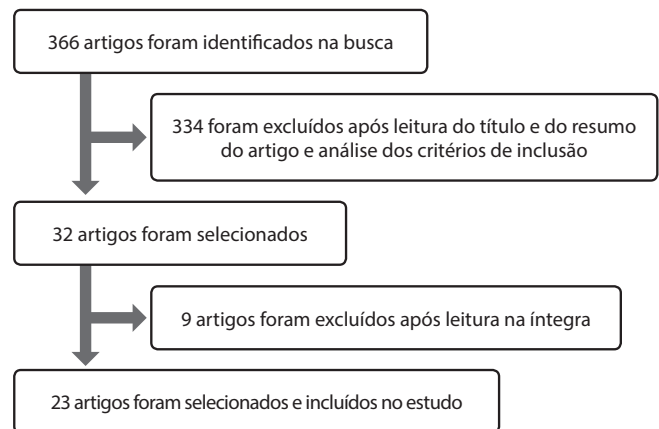 366 artigos foram identificados na busca
334 foram excluídos após leitura do título e do resumo
do artigo e análise dos critérios de inclusão
32 artigos foram selecionados
9 artigos foram excluídos após leitura na íntegra
23 artigos foram selecionados e incluídos no estudo